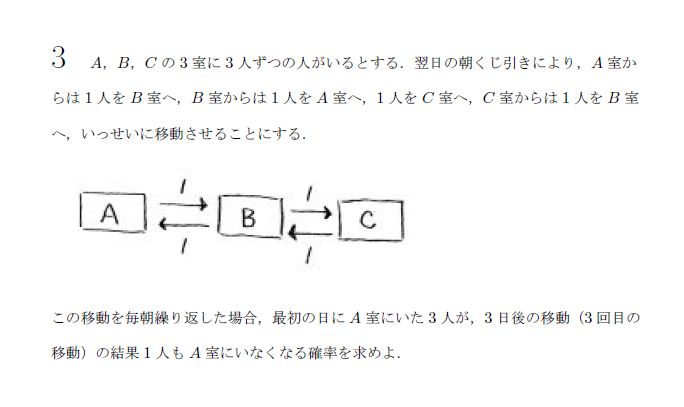 3 A，B，C の 3 室に 3 人ずつの人がいるとする．翌日の朝くじ引きにより，A 室か
らは 1 人を B 室へ，B 室からは 1 人を A 室へ，1 人を C 室へ，C 室からは 1 人を B 室
へ，いっせいに移動させることにする．
1 1
A B C
1 1
この移動を毎朝繰り返した場合，最初の日に A 室にいた 3 人が，3 日後の移動（3 回目の
移動）の結果 1 人も A 室にいなくなる確率を求めよ．